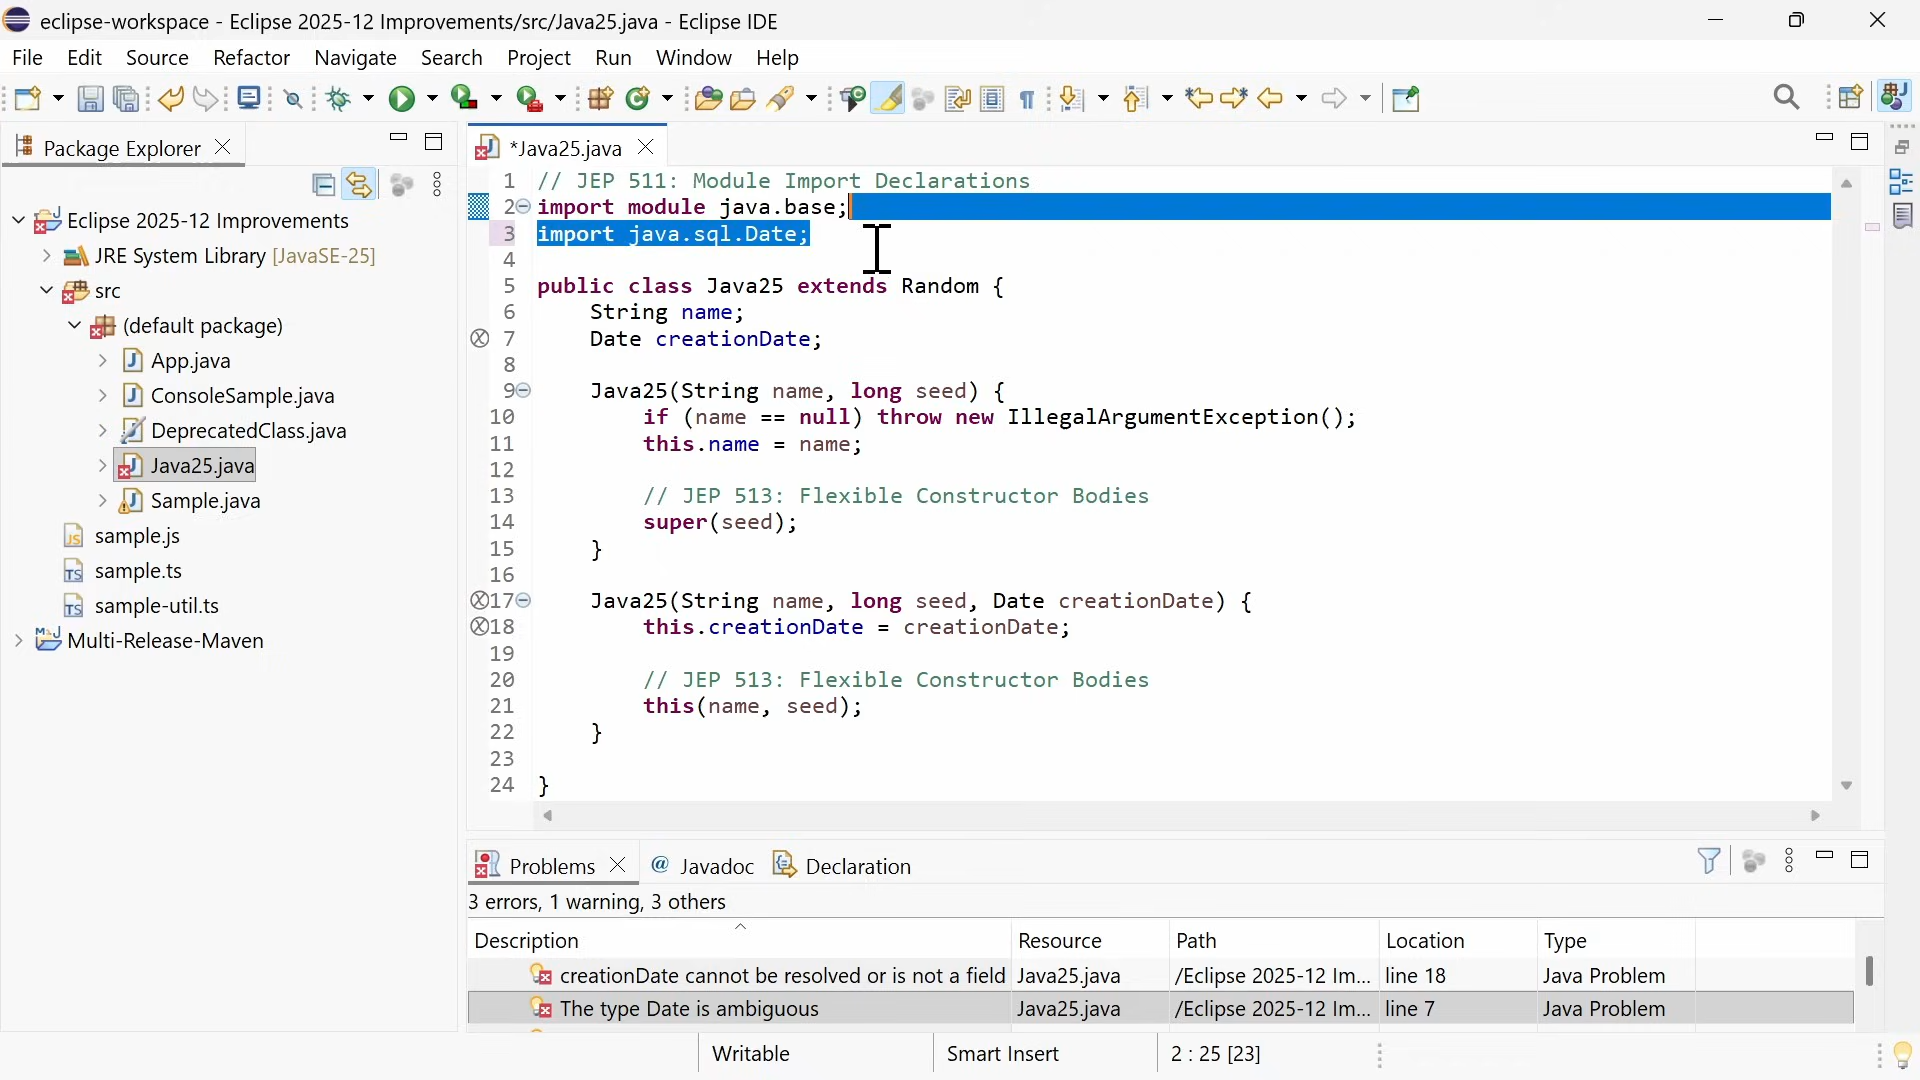 eclipse-workspace - Eclipse 2025-12 Improvements/src/Java25.java - Eclipse IDE
File Edit Source Refactor Navigate Search Project Run Window Help
Package Explorer
Eclipse 2025-12 Improvements
JRE System Library [JavaSE-25]
src
(default package)
App.java
ConsoleSample.java
DeprecatedClass.java
Java25.java
Sample.java
sample.js
sample.ts
sample-util.ts
Multi-Release-Maven
*Java25.java
1 // JEP 511: Module Import Declarations
2 import module java.base;
3 import java.sql.Date;
4
5 public class Java25 extends Random {
6 String name;
7 Date creationDate;
8
9 Java25(String name, long seed) {
10 if (name == null) throw new IllegalArgumentException();
11 this.name = name;
12
13 // JEP 513: Flexible Constructor Bodies
14 super(seed);
15 }
16
17 Java25(String name, long seed, Date creationDate) {
18 this.creationDate = creationDate;
19
20 // JEP 513: Flexible Constructor Bodies
21 this(name, seed);
22 }
23
24 }
Problems @ Javadoc Declaration
3 errors, 1 warning, 3 others
Description Resource Path Location Type
creationDate cannot be resolved or is not a field Java25.java /Eclipse 2025-12 Im... line 18 Java Problem
The type Date is ambiguous Java25.java /Eclipse 2025-12 Im... line 7 Java Problem
Writable Smart Insert 2 : 25 [23]